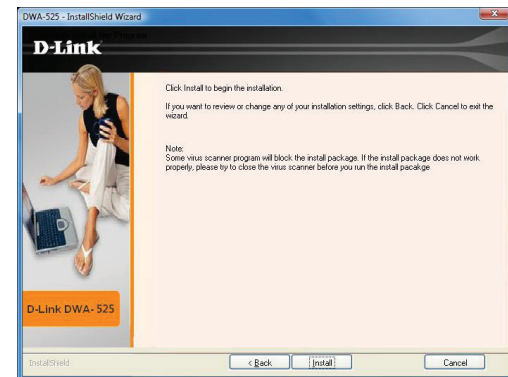 DWA-525 - InstallShield Wizard
D-Link
Click Install to begin the installation.
If you want to review or change any of your installation settings, click Back. Click Cancel to exit the
wizard.
Note:
Some virus scanner program will block the install package. If the install package does not work
properly, please try to close the virus scanner before you run the install pacakge
D-Link DWA-525
InstallShield
< Back
Install
Cancel